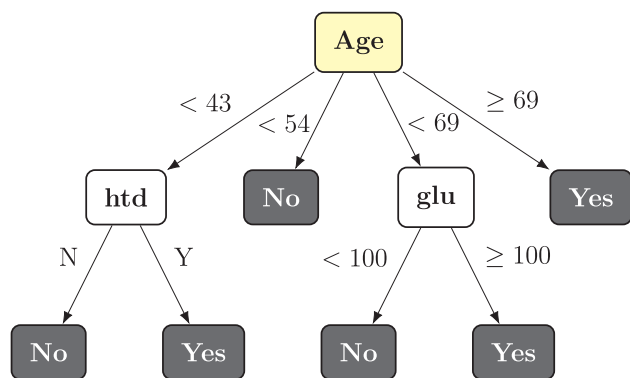 Age
< 43
< 54
< 69
≥ 69
htd
No
glu
Yes
N
Y
< 100
≥ 100
No
Yes
No
Yes